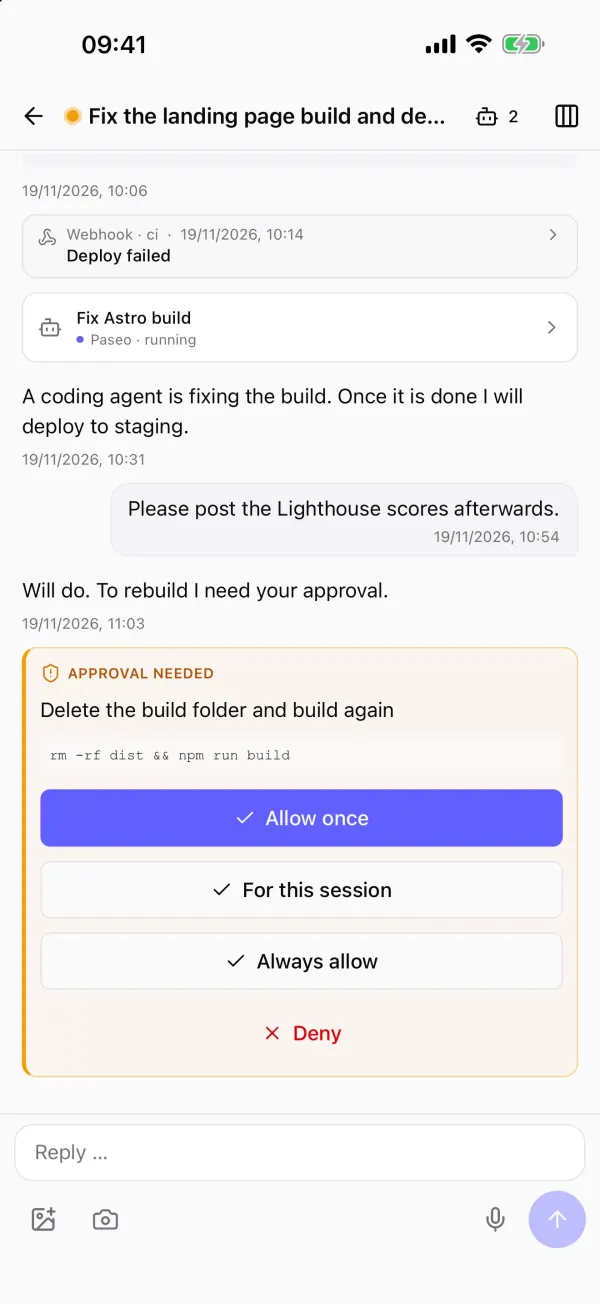 09:41
Fix the landing page build and de...
2
19/11/2026, 10:06
Webhook · ci · 19/11/2026, 10:14
Deploy failed
Fix Astro build
Paseo · running
A coding agent is fixing the build. Once it is done I will
deploy to staging.
19/11/2026, 10:31
Please post the Lighthouse scores afterwards.
19/11/2026, 10:54
Will do. To rebuild I need your approval.
19/11/2026, 11:03
APPROVAL NEEDED
Delete the build folder and build again
rm -rf dist && npm run build
Allow once
For this session
Always allow
Deny
Reply ...